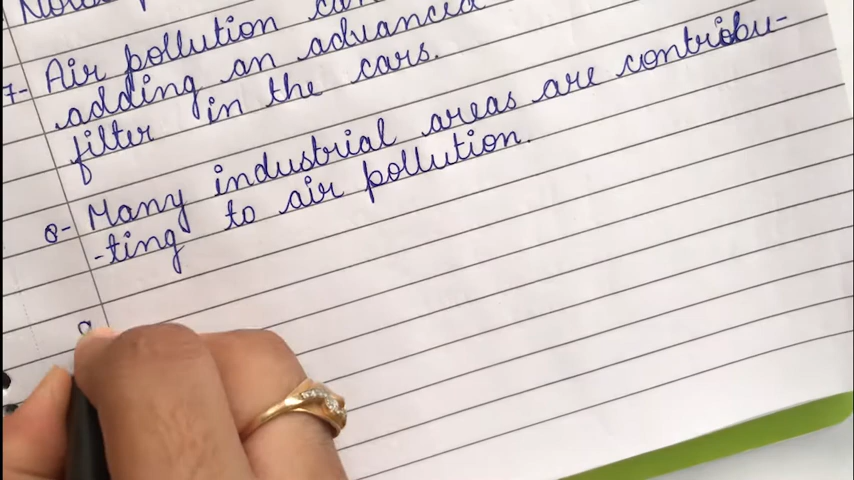 7- Air pollution can
adding an advanced
filter in the cars.
8- Many industrial areas are contribu-
-ting to air pollution.
9